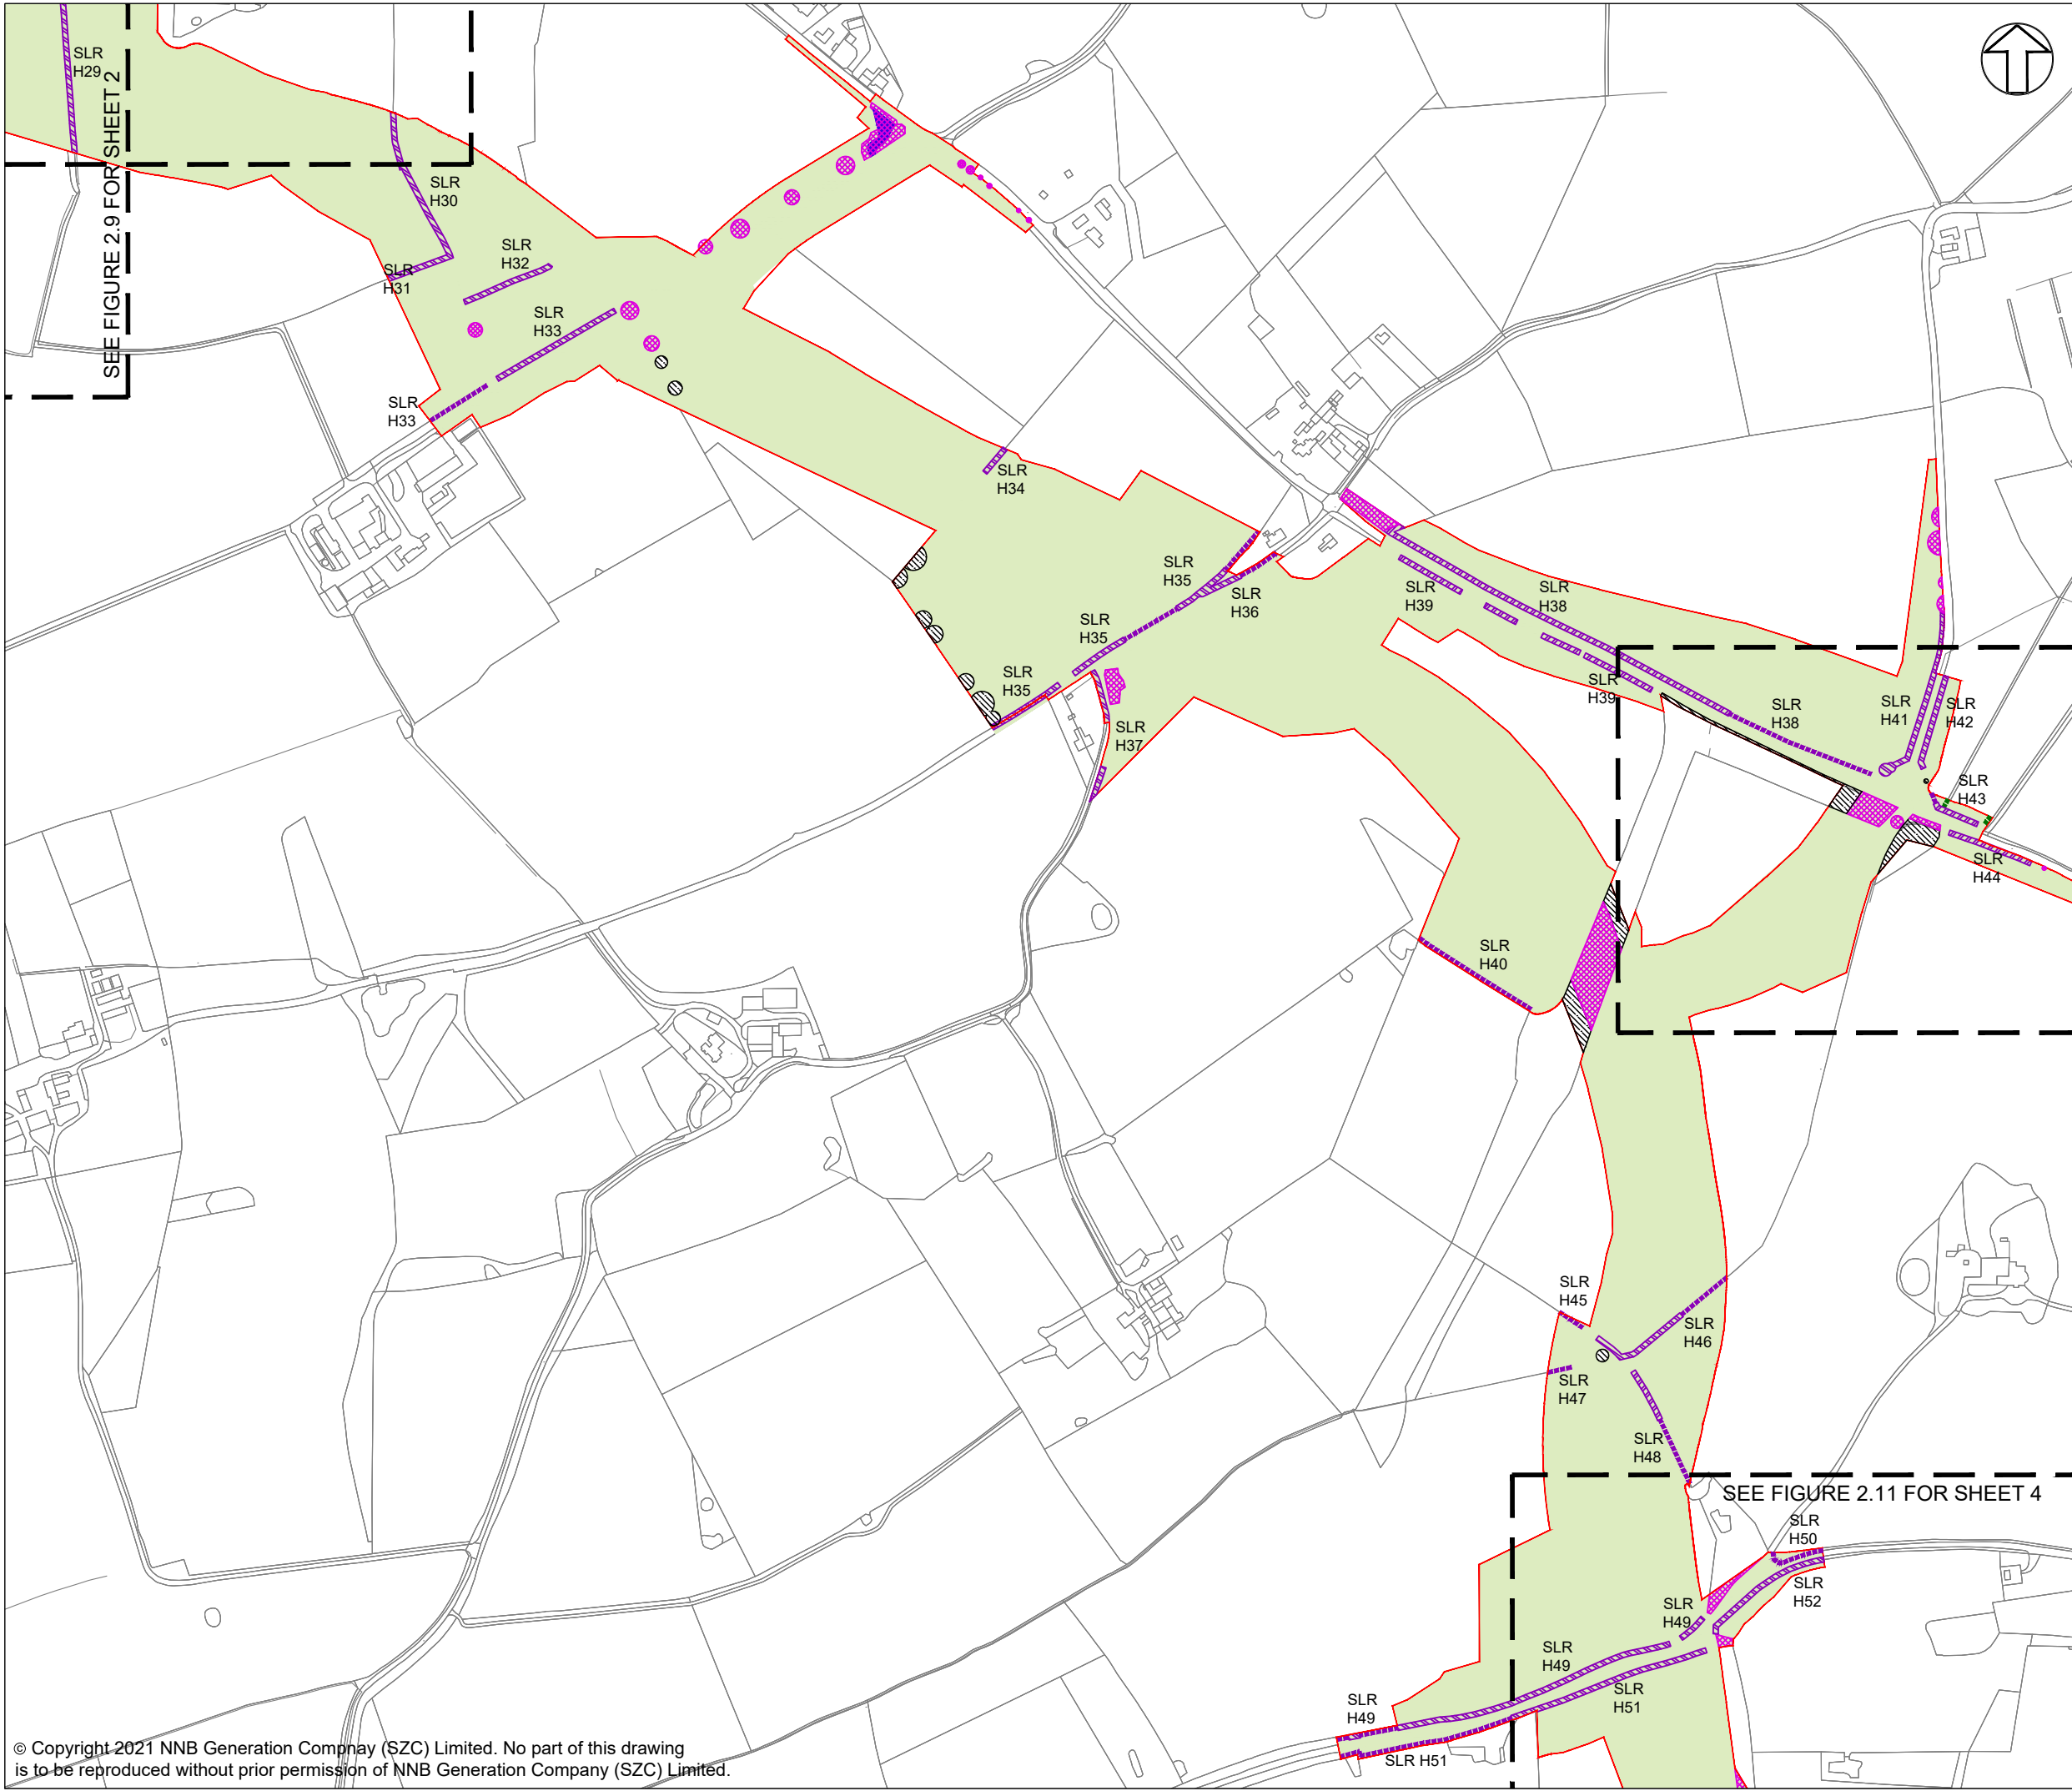 SLR
H29
SEE FIGURE 2.9 FOR SHEET 2
SLR
H30
SLR
H31
SLR
H32
SLR
H33
SLR
H33
SLR
H34
SLR
H35
SLR
H36
SLR
H35
SLR
H35
SLR
H37
SLR
H39
SLR
H38
SLR
H39
SLR
H38
SLR
H41
SLR
H42
SLR
H43
SLR
H44
SLR
H40
SLR
H45
SLR
H46
SLR
H47
SLR
H48
SEE FIGURE 2.11 FOR SHEET 4
SLR
H50
SLR
H52
SLR
H49
SLR
H49
SLR
H51
SLR
H49
SLR H51
© Copyright 2021 NNB Generation Compnay (SZC) Limited. No part of this drawing
is to be reproduced without prior permission of NNB Generation Company (SZC) Limited.